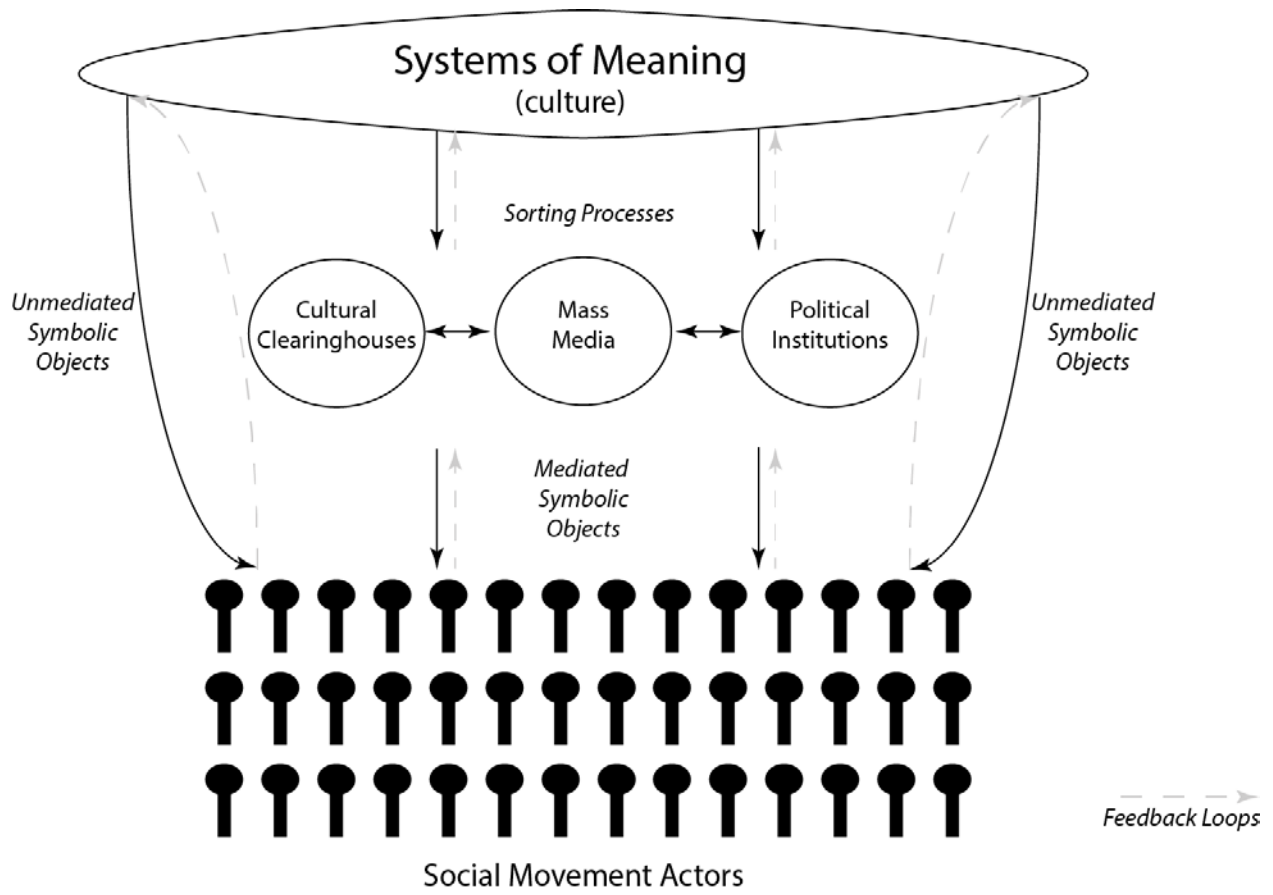 Systems of Meaning
(culture)
Sorting Processes
Unmediated
Symbolic
Objects
Cultural
Clearinghouses
Mass
Media
Political
Institutions
Unmediated
Symbolic
Objects
Mediated
Symbolic
Objects
Feedback Loops
Social Movement Actors